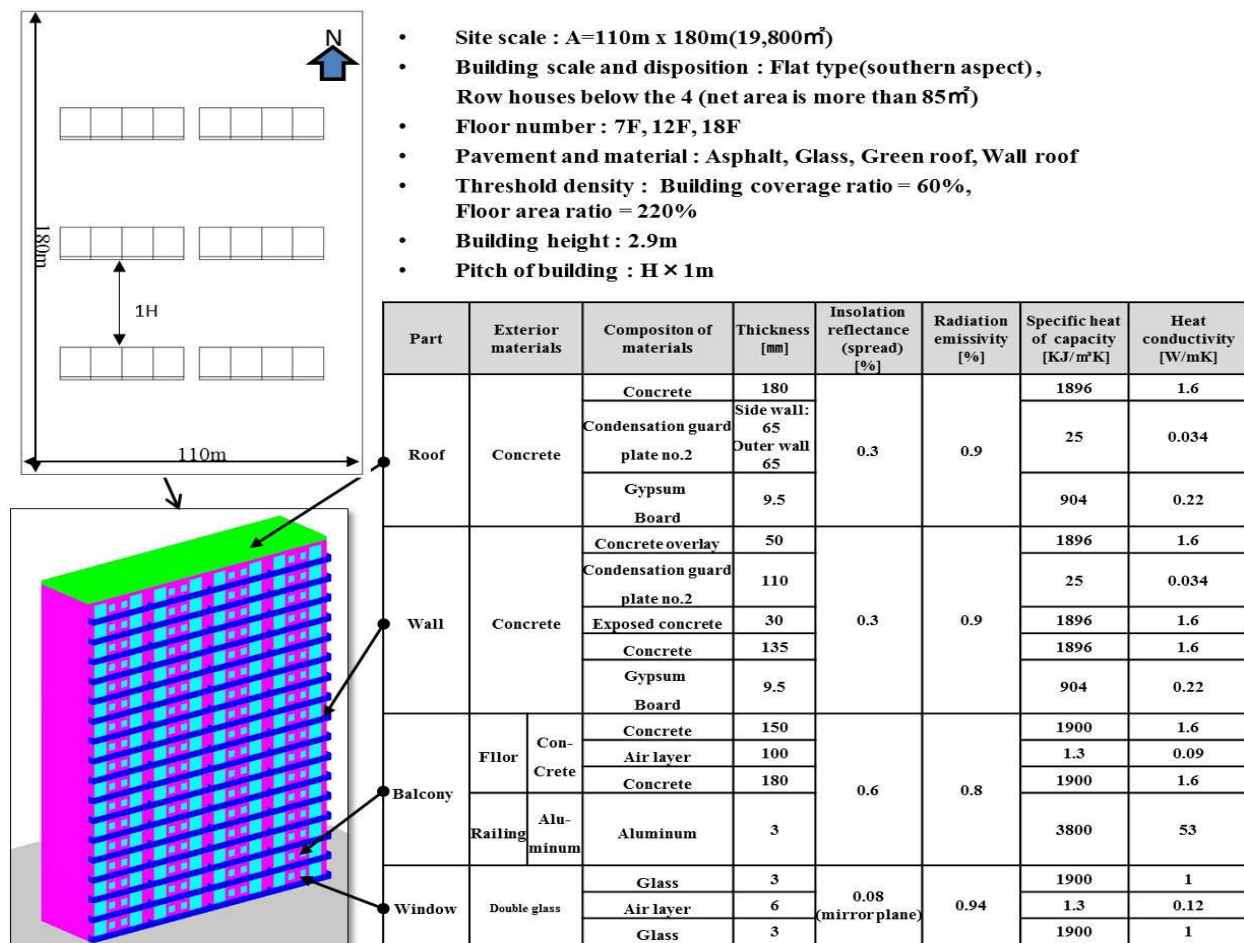 N
180m
1H
110m
• Site scale : A=110m x 180m(19,800㎡)
• Building scale and disposition : Flat type(southern aspect) ,
Row houses below the 4 (net area is more than 85㎡)
• Floor number : 7F, 12F, 18F
• Pavement and material : Asphalt, Glass, Green roof, Wall roof
• Threshold density : Building coverage ratio = 60%,
Floor area ratio = 220%
• Building height : 2.9m
• Pitch of building : H × 1m
Part Exterior materials Compositon of materials Thickness [㎜] Insolation reflectance (spread) [%] Radiation emissivity [%] Specific heat of capacity [KJ/㎥K] Heat conductivity [W/mK]
Roof Concrete Concrete 180 0.3 0.9 1896 1.6
Condensation guard plate no.2 Side wall: 65 Outer wall 65 25 0.034
Gypsum Board 9.5 904 0.22
Wall Concrete Concrete overlay 50 0.3 0.9 1896 1.6
Condensation guard plate no.2 110 25 0.034
Exposed concrete 30 1896 1.6
Concrete 135 1896 1.6
Gypsum Board 9.5 904 0.22
Balcony Fllor Con-Crete Concrete 150 0.6 0.8 1900 1.6
Air layer 100 1.3 0.09
Concrete 180 1900 1.6
Railing Alu-minum Aluminum 3 3800 53
Window Double glass Glass 3 0.08 (mirror plane) 0.94 1900 1
Air layer 6 1.3 0.12
Glass 3 1900 1